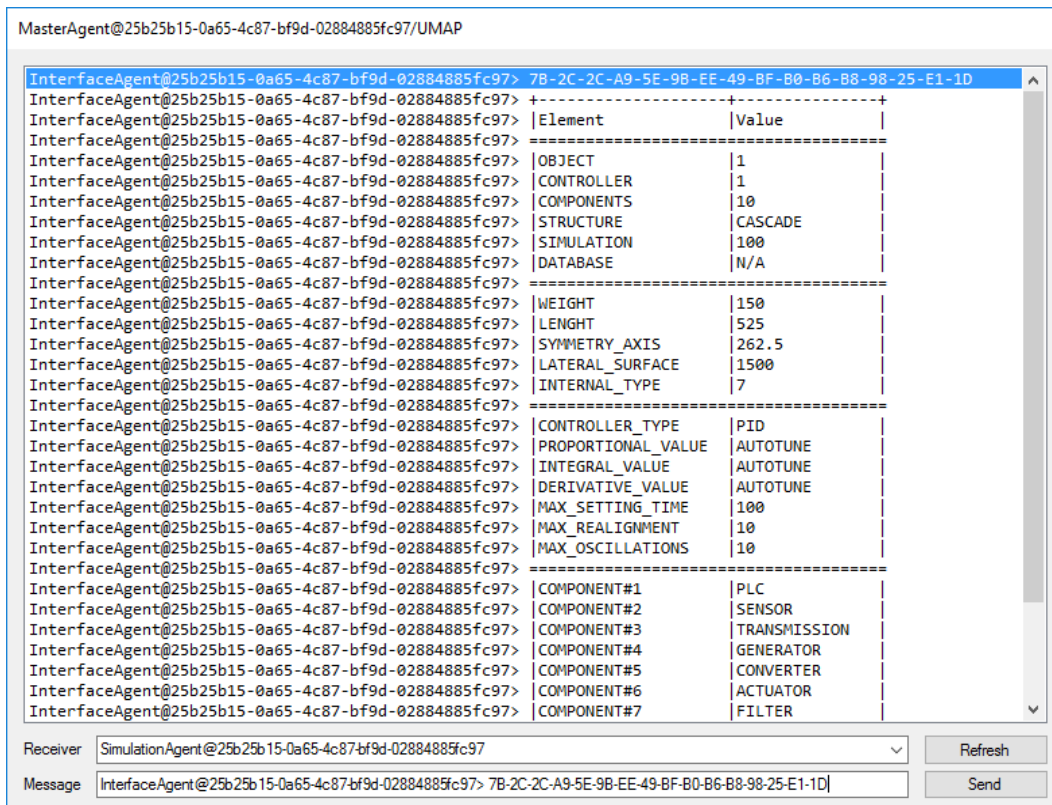 MasterAgent@25b25b15-0a65-4c87-bf9d-02884885fc97/UMAP
InterfaceAgent@25b25b15-0a65-4c87-bf9d-02884885fc97> 7B-2C-2C-A9-5E-9B-EE-49-BF-B0-B6-B8-98-25-E1-1D
InterfaceAgent@25b25b15-0a65-4c87-bf9d-02884885fc97> +--------------------+---------------+
InterfaceAgent@25b25b15-0a65-4c87-bf9d-02884885fc97> |Element             |Value          |
InterfaceAgent@25b25b15-0a65-4c87-bf9d-02884885fc97> ======================================
InterfaceAgent@25b25b15-0a65-4c87-bf9d-02884885fc97> |OBJECT              |1              |
InterfaceAgent@25b25b15-0a65-4c87-bf9d-02884885fc97> |CONTROLLER          |1              |
InterfaceAgent@25b25b15-0a65-4c87-bf9d-02884885fc97> |COMPONENTS          |10             |
InterfaceAgent@25b25b15-0a65-4c87-bf9d-02884885fc97> |STRUCTURE           |CASCADE        |
InterfaceAgent@25b25b15-0a65-4c87-bf9d-02884885fc97> |SIMULATION          |100            |
InterfaceAgent@25b25b15-0a65-4c87-bf9d-02884885fc97> |DATABASE            |N/A            |
InterfaceAgent@25b25b15-0a65-4c87-bf9d-02884885fc97> ======================================
InterfaceAgent@25b25b15-0a65-4c87-bf9d-02884885fc97> |WEIGHT              |150            |
InterfaceAgent@25b25b15-0a65-4c87-bf9d-02884885fc97> |LENGHT              |525            |
InterfaceAgent@25b25b15-0a65-4c87-bf9d-02884885fc97> |SYMMETRY_AXIS       |262.5          |
InterfaceAgent@25b25b15-0a65-4c87-bf9d-02884885fc97> |LATERAL_SURFACE     |1500           |
InterfaceAgent@25b25b15-0a65-4c87-bf9d-02884885fc97> |INTERNAL_TYPE       |7              |
InterfaceAgent@25b25b15-0a65-4c87-bf9d-02884885fc97> ======================================
InterfaceAgent@25b25b15-0a65-4c87-bf9d-02884885fc97> |CONTROLLER_TYPE     |PID            |
InterfaceAgent@25b25b15-0a65-4c87-bf9d-02884885fc97> |PROPORTIONAL_VALUE  |AUTOTUNE       |
InterfaceAgent@25b25b15-0a65-4c87-bf9d-02884885fc97> |INTEGRAL_VALUE      |AUTOTUNE       |
InterfaceAgent@25b25b15-0a65-4c87-bf9d-02884885fc97> |DERIVATIVE_VALUE    |AUTOTUNE       |
InterfaceAgent@25b25b15-0a65-4c87-bf9d-02884885fc97> |MAX_SETTING_TIME    |100            |
InterfaceAgent@25b25b15-0a65-4c87-bf9d-02884885fc97> |MAX_REALIGNMENT     |10             |
InterfaceAgent@25b25b15-0a65-4c87-bf9d-02884885fc97> |MAX_OSCILLATIONS    |10             |
InterfaceAgent@25b25b15-0a65-4c87-bf9d-02884885fc97> ======================================
InterfaceAgent@25b25b15-0a65-4c87-bf9d-02884885fc97> |COMPONENT#1         |PLC            |
InterfaceAgent@25b25b15-0a65-4c87-bf9d-02884885fc97> |COMPONENT#2         |SENSOR         |
InterfaceAgent@25b25b15-0a65-4c87-bf9d-02884885fc97> |COMPONENT#3         |TRANSMISSION   |
InterfaceAgent@25b25b15-0a65-4c87-bf9d-02884885fc97> |COMPONENT#4         |GENERATOR      |
InterfaceAgent@25b25b15-0a65-4c87-bf9d-02884885fc97> |COMPONENT#5         |CONVERTER      |
InterfaceAgent@25b25b15-0a65-4c87-bf9d-02884885fc97> |COMPONENT#6         |ACTUATOR       |
InterfaceAgent@25b25b15-0a65-4c87-bf9d-02884885fc97> |COMPONENT#7         |FILTER         |
Receiver SimulationAgent@25b25b15-0a65-4c87-bf9d-02884885fc97 Refresh
Message InterfaceAgent@25b25b15-0a65-4c87-bf9d-02884885fc97> 7B-2C-2C-A9-5E-9B-EE-49-BF-B0-B6-B8-98-25-E1-1D Send